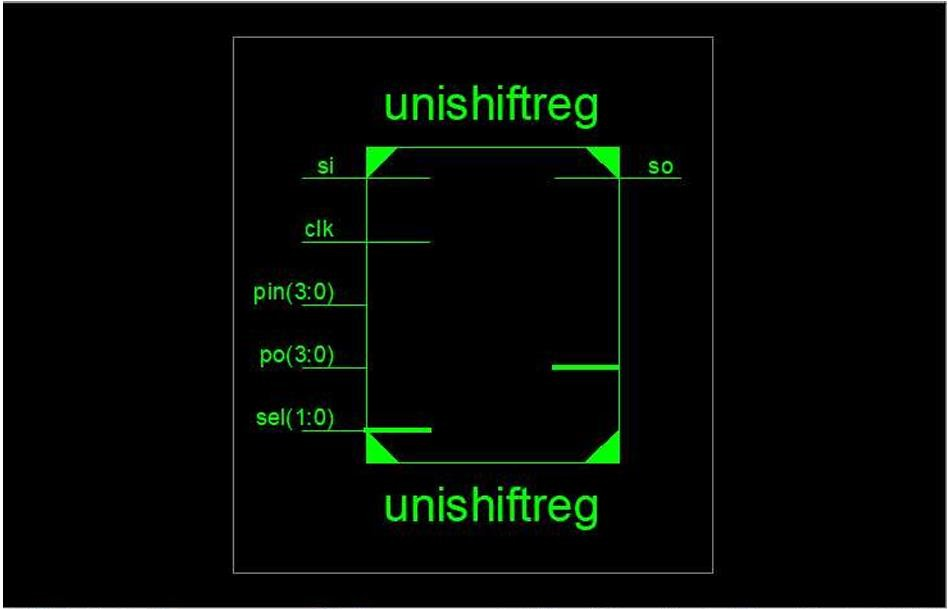 unishiftreg
si
so
clk
pin(3:0)
po(3:0)
sel(1:0)
unishiftreg